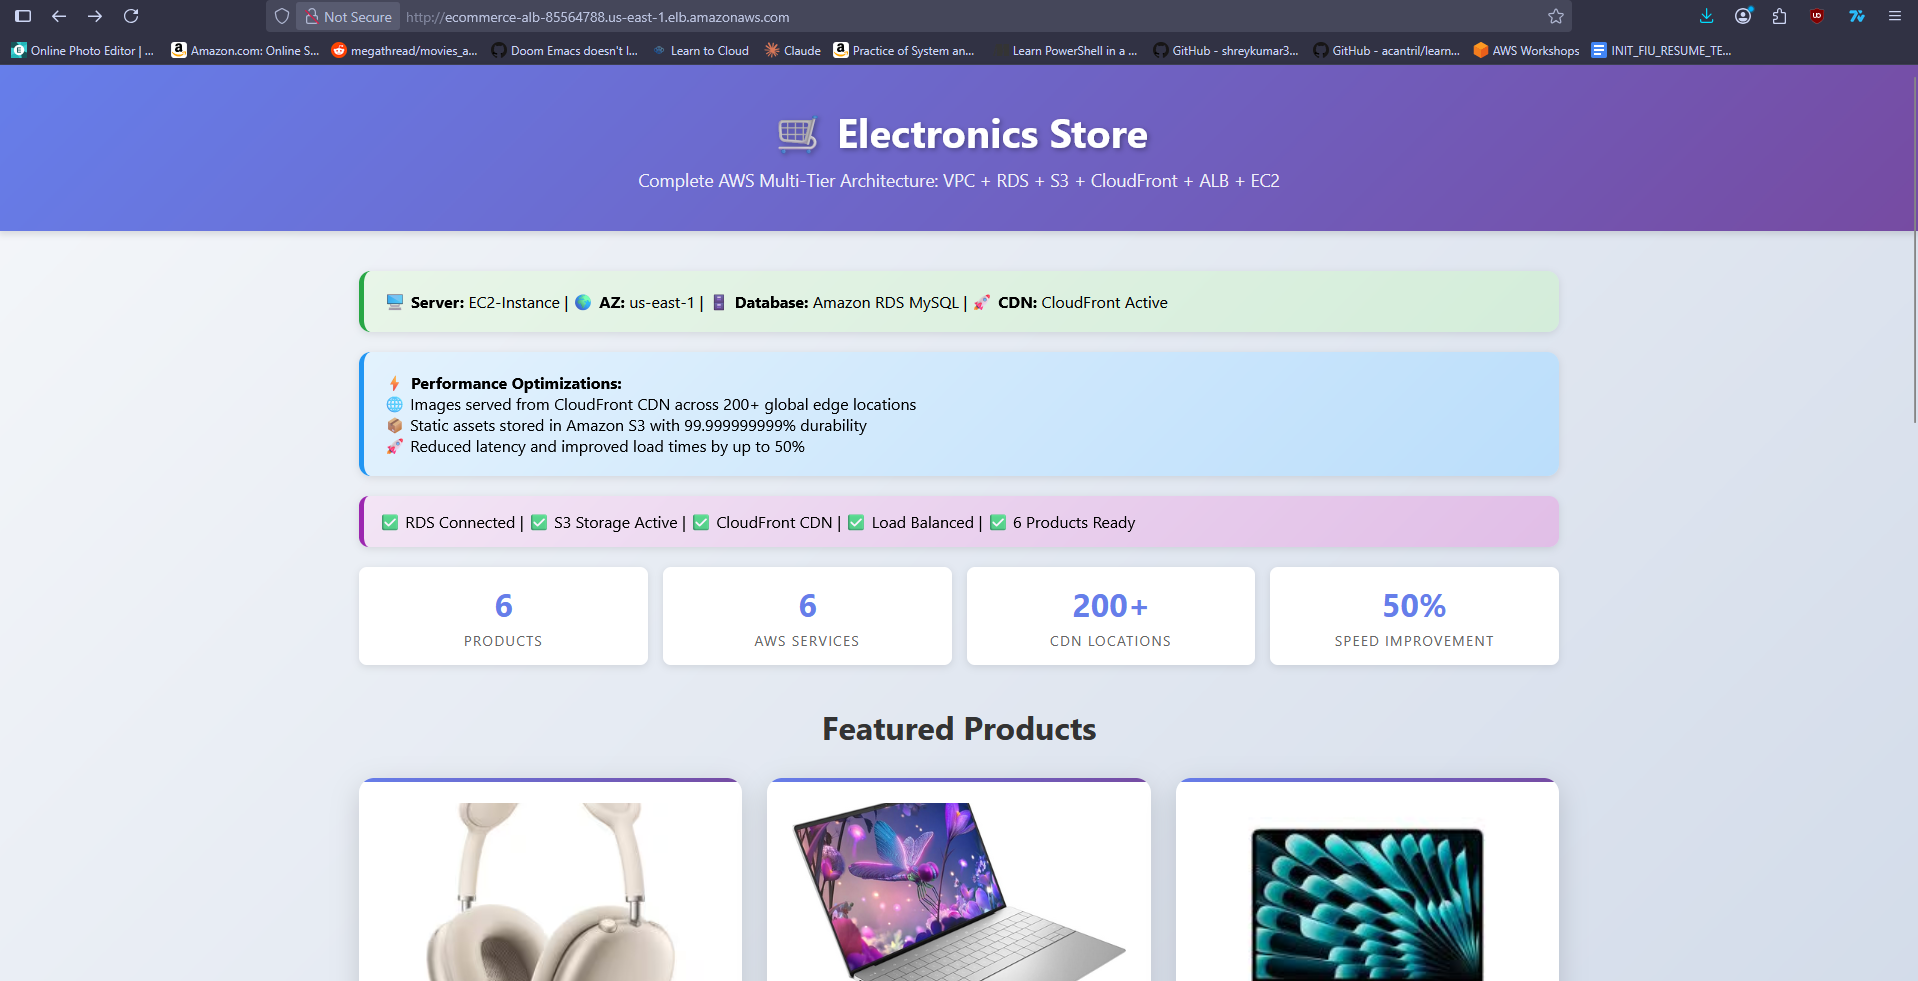 Not Secure http://ecommerce-alb-85564788.us-east-1.elb.amazonaws.com
Online Photo Editor | ... Amazon.com: Online S... megathread/movies_a... Doom Emacs doesn't l... Learn to Cloud Claude Practice of System an... Learn PowerShell in a ... GitHub - shreykumar3... GitHub - acantril/learn... AWS Workshops INIT_FIU_RESUME_TE...
Electronics Store
Complete AWS Multi-Tier Architecture: VPC + RDS + S3 + CloudFront + ALB + EC2
Server: EC2-Instance | AZ: us-east-1 | Database: Amazon RDS MySQL | CDN: CloudFront Active
Performance Optimizations:
Images served from CloudFront CDN across 200+ global edge locations
Static assets stored in Amazon S3 with 99.999999999% durability
Reduced latency and improved load times by up to 50%
RDS Connected | S3 Storage Active | CloudFront CDN | Load Balanced | 6 Products Ready
6 6 200+ 50%
PRODUCTS AWS SERVICES CDN LOCATIONS SPEED IMPROVEMENT
Featured Products